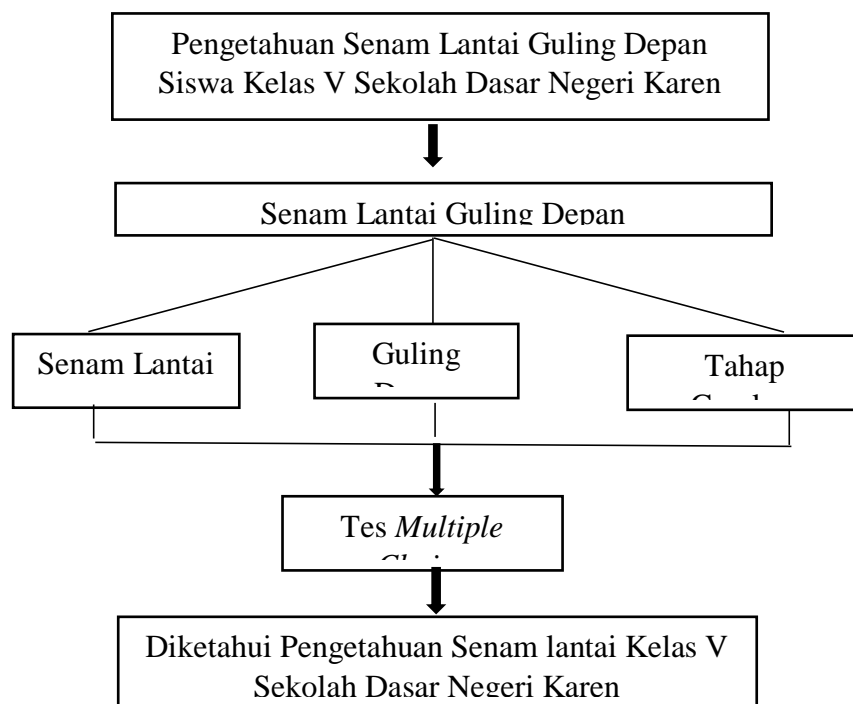 Pengetahuan Senam Lantai Guling Depan
Siswa Kelas V Sekolah Dasar Negeri Karen
Senam Lantai Guling Depan
Senam Lantai
Guling
Tahap
Tes Multiple
Diketahui Pengetahuan Senam lantai Kelas V
Sekolah Dasar Negeri Karen